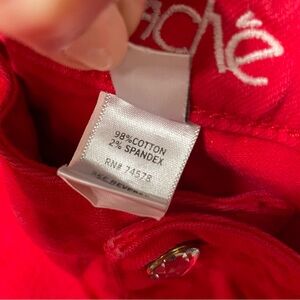 aché
98% COTTON
2% SPANDEX
RN# 74578